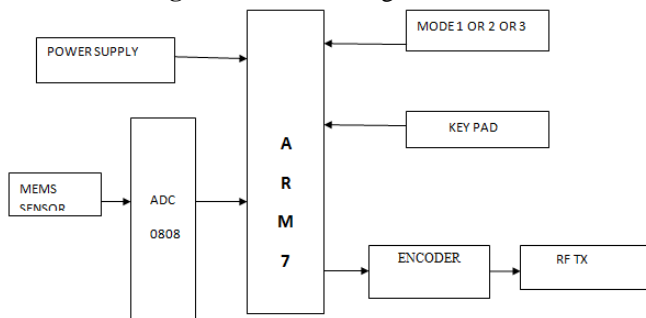 MODE 1 OR 2 OR 3
POWER SUPPLY
KEY PAD
A
R
M
7
MEMS
SENSOR
ADC
0808
ENCODER
RF TX